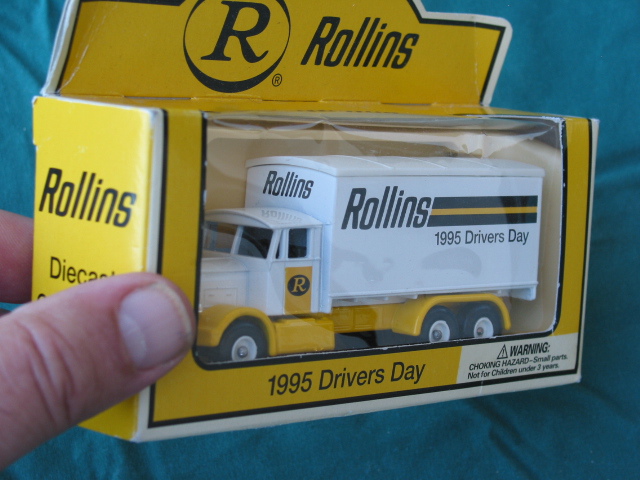 R
®
Rollins
Rollins
Rollins
Rollins
1995 Drivers Day
R
1995 Drivers Day
WARNING:
CHOKING HAZARD–Small parts.
Not for Children under 3 years.